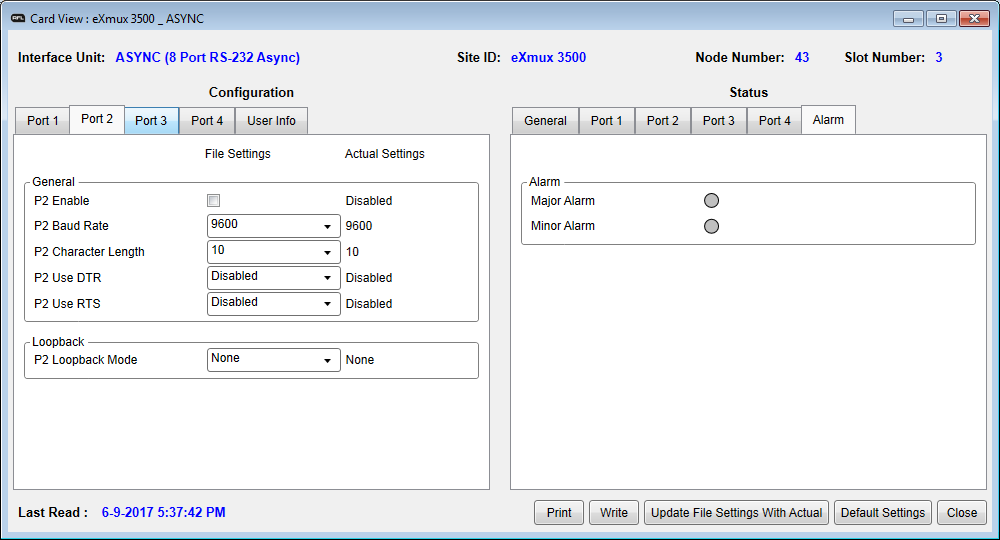 AFL Card View : eXmux 3500 _ ASYNC
Interface Unit: ASYNC (8 Port RS-232 Async) Site ID: eXmux 3500 Node Number: 43 Slot Number: 3
Configuration
Port 1 Port 2 Port 3 Port 4 User Info
File Settings Actual Settings
General
P2 Enable Disabled
P2 Baud Rate 9600 9600
P2 Character Length 10 10
P2 Use DTR Disabled Disabled
P2 Use RTS Disabled Disabled
Loopback
P2 Loopback Mode None None
Status
General Port 1 Port 2 Port 3 Port 4 Alarm
Alarm
Major Alarm
Minor Alarm
Last Read : 6-9-2017 5:37:42 PM
Print Write Update File Settings With Actual Default Settings Close